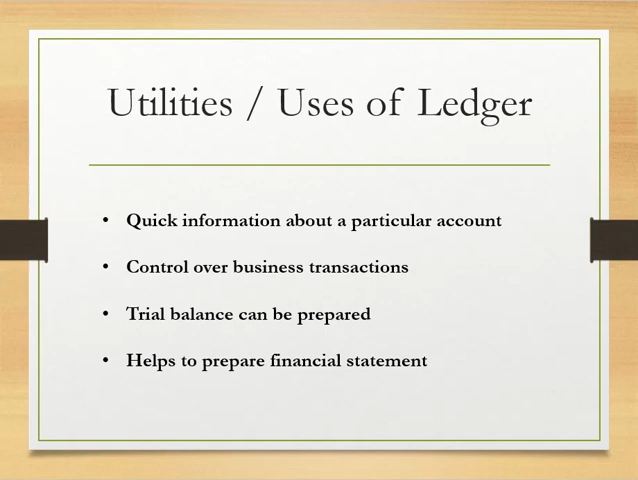 Utilities / Uses of Ledger
• Quick information about a particular account
• Control over business transactions
• Trial balance can be prepared
• Helps to prepare financial statement